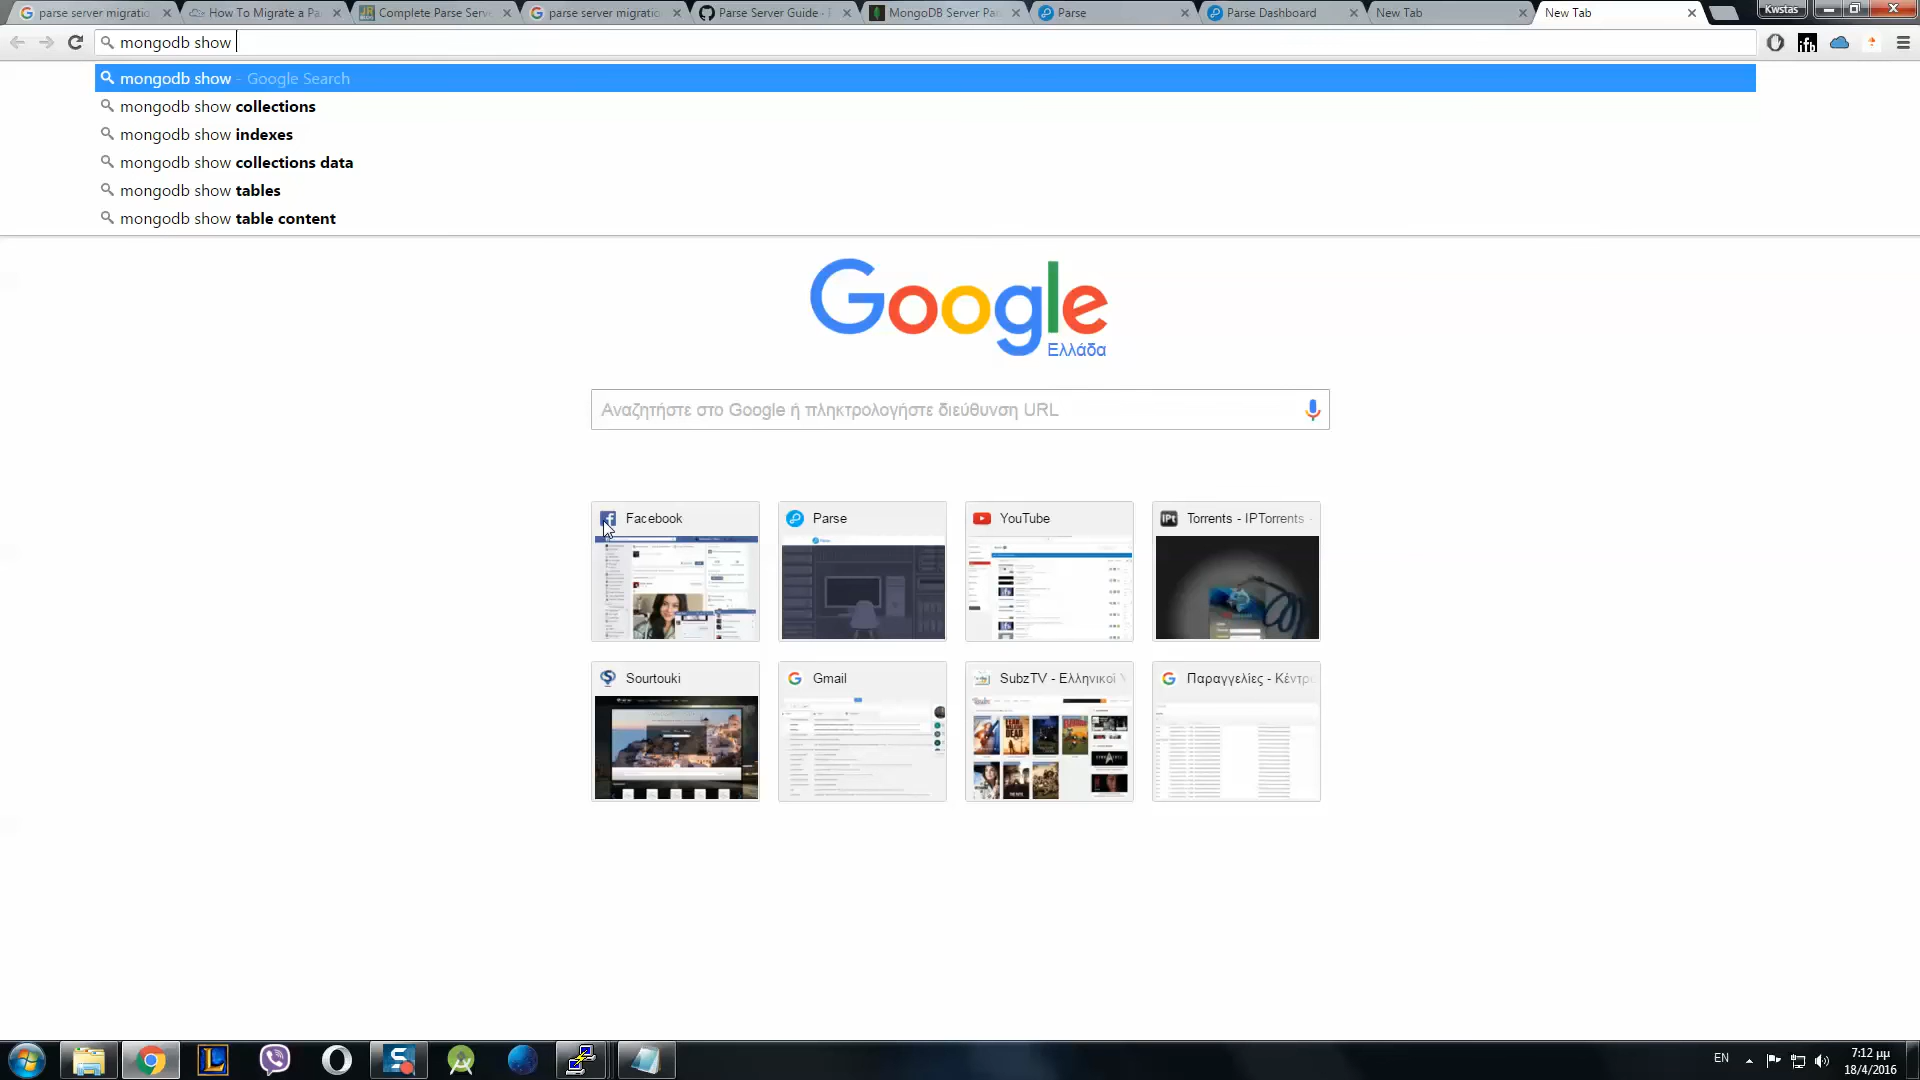 parse server migratio
How To Migrate a Pa
Complete Parse Serve
parse server migratio
Parse Server Guide ·
MongoDB Server Pa
Parse
Parse Dashboard
New Tab
New Tab
Kwstas
mongodb show
mongodb show - Google Search
mongodb show collections
mongodb show indexes
mongodb show collections data
mongodb show tables
mongodb show table content
Google
Ελλάδα
Αναζητήστε στο Google ή πληκτρολογήστε διεύθυνση URL
Facebook
Parse
YouTube
Torrents - IPTorrents -
Sourtouki
Gmail
SubzTV - Ελληνικοί Υ
Παραγγελίες - Κέντρο
EN
7:12 μμ
18/4/2016